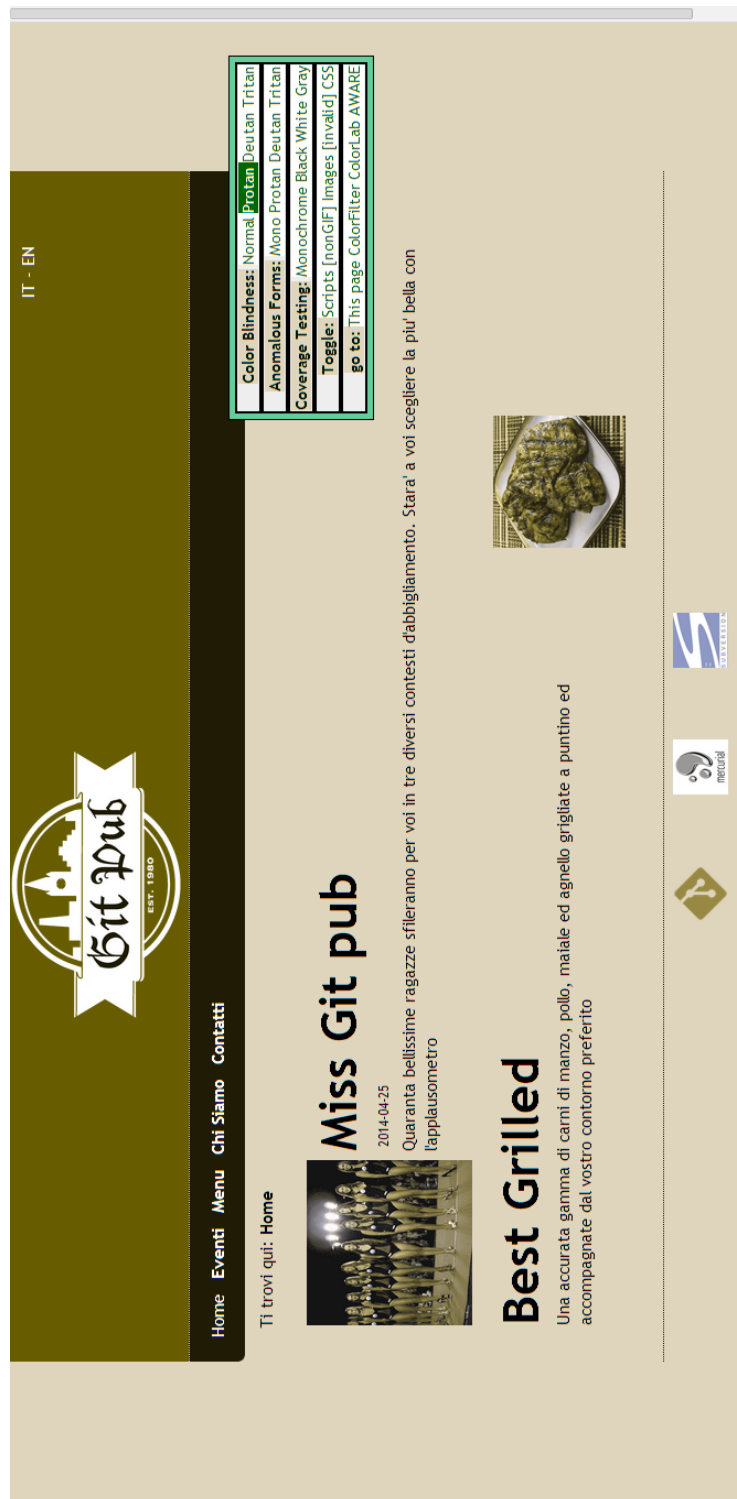 IT - EN
Git Pub
EST. 1980
Home Eventi Menu Chi Siamo Contatti
Color Blindness: Normal Protan Deutan Tritan
Anomalous Forms: Mono Protan Deutan Tritan
Coverage Testing: Monochrome Black White Gray
Toggle: Scripts [nonGIF] Images [invalid] CSS
go to: This page ColorFilter ColorLab AWARE
Ti trovi qui: Home
Miss Git pub
2014-04-25
Quaranta bellissime ragazze sfileranno per voi in tre diversi contesti d'abbigliamento. Stara' a voi scegliere la piu' bella con
l'applausometro
Best Grilled
Una accurata gamma di carni di manzo, pollo, maiale ed agnello grigliate a puntino ed
accompagnate dal vostro contorno preferito
mercurial
SUBVERSION